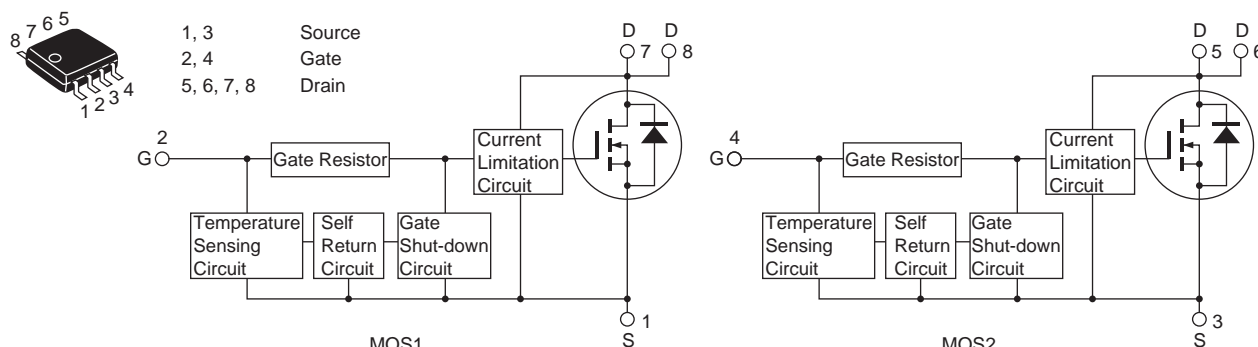 8 7 6 5
1 2 3 4
1, 3 Source
2, 4 Gate
5, 6, 7, 8 Drain
D D
7 8
2
G
Gate Resistor
Current
Limitation
Circuit
Temperature
Sensing
Circuit
Self
Return
Circuit
Gate
Shut-down
Circuit
1
S
MOS1
D D
5 6
4
G
Gate Resistor
Current
Limitation
Circuit
Temperature
Sensing
Circuit
Self
Return
Circuit
Gate
Shut-down
Circuit
3
S
MOS2